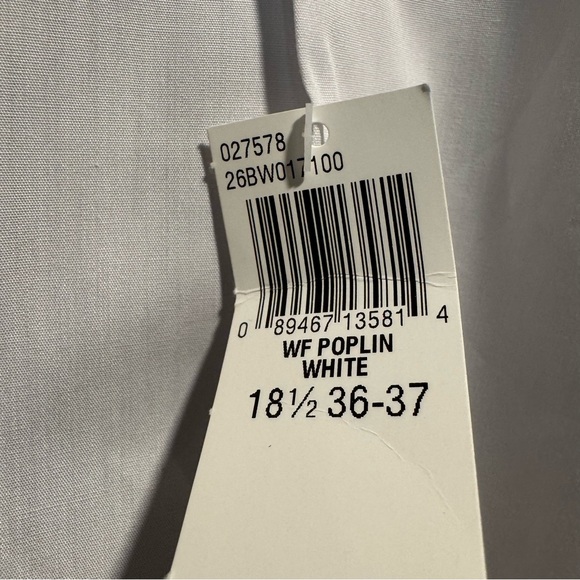 027578
26BW017100
0 89467 13581 4
WF POPLIN
WHITE
18½ 36-37